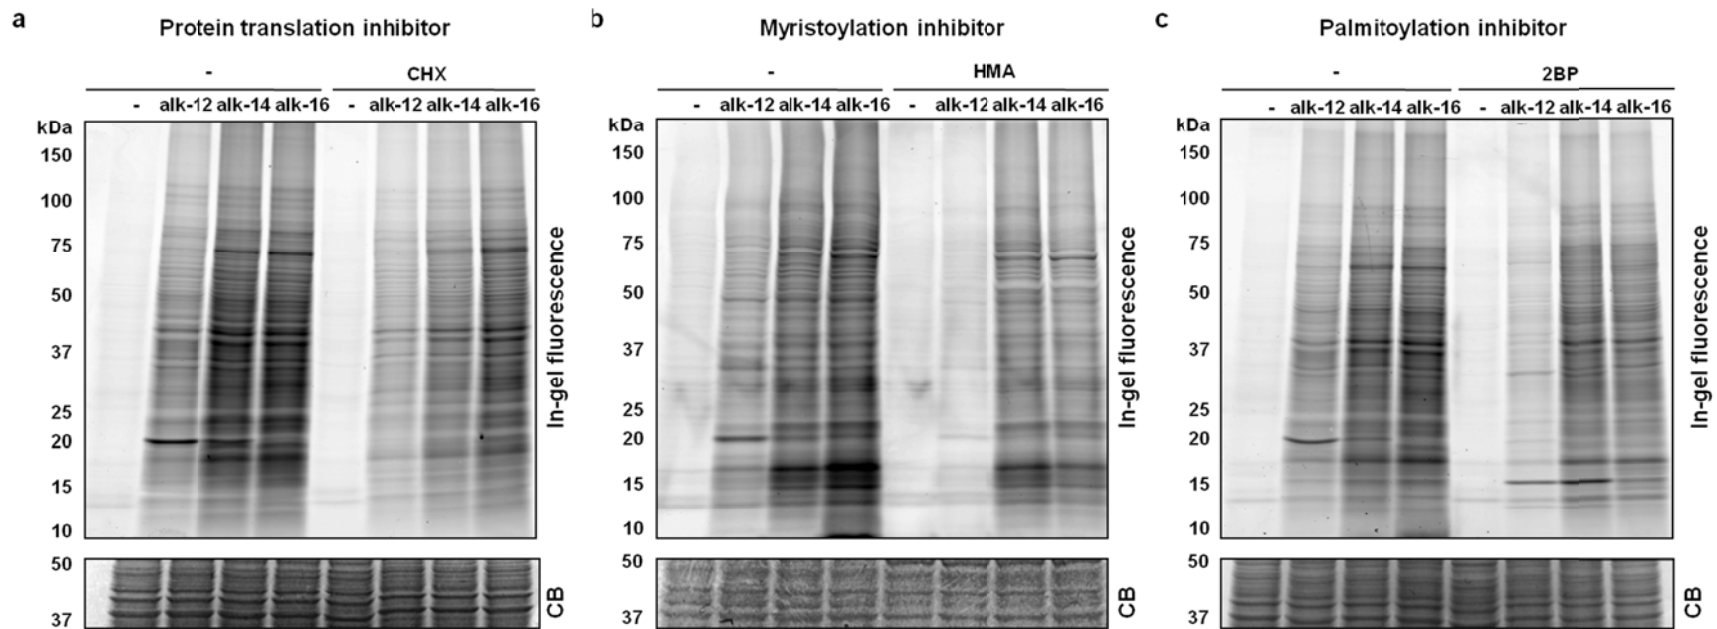 a
Protein translation inhibitor
- CHX
- alk-12 alk-14 alk-16 - alk-12 alk-14 alk-16
kDa
150
100
75
50
37
25
20
15
10
In-gel fluorescence
50
37
CB
b
Myristoylation inhibitor
- HMA
- alk-12 alk-14 alk-16 - alk-12 alk-14 alk-16
kDa
150
100
75
50
37
25
20
15
10
In-gel fluorescence
50
37
CB
c
Palmitoylation inhibitor
- 2BP
- alk-12 alk-14 alk-16 - alk-12 alk-14 alk-16
kDa
150
100
75
50
37
25
20
15
10
In-gel fluorescence
50
37
CB